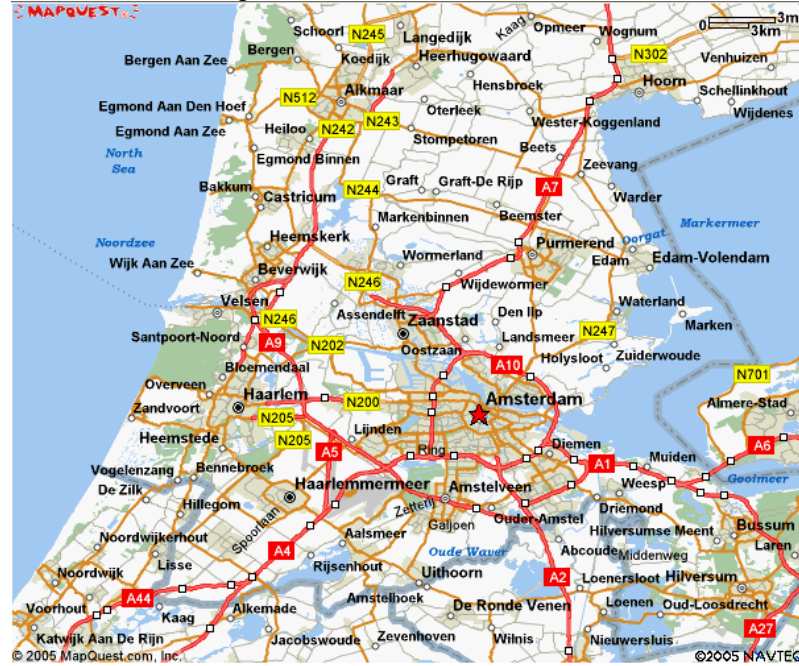 MAPQUEST
3m
3km
Schoorl
N245
Langedijk
Kaag
Opmeer
Wognum
Bergen
Koedijk
Heerhugowaard
N302
Venhuizen
Bergen Aan Zee
Alkmaar
Hensbroek
Hoorn
Schellinkhout
N512
Oterleek
Wijdenes
Egmond Aan Den Hoef
N242
N243
Wester-Koggenland
Egmond Aan Zee
Heiloo
Stompetoren
Beets
North
Sea
Egmond Binnen
Zeevang
Bakkum
N244
Graft
Graft-De Rijp
A7
Warder
Castricum
Beemster
Markenbinnen
Markermeer
Noordzee
Heemskerk
Purmerend
Oorgat
Wijk Aan Zee
Wormerland
Edam
Edam-Volendam
Beverwijk
N246
Wijdewormer
Velsen
Assendelft
Den Ilp
Waterland
N246
Zaanstad
Marken
Santpoort-Noord
A9
N202
Landsmeer
N247
Oostzaan
Holysloot
Zuiderwoude
Bloemendaal
A10
N701
Overveen
Haarlem
N200
Amsterdam
Almere-Stad
Zandvoort
N205
Heemstede
N205
Lijnden
Ring
Diemen
A6
A5
A1
Muiden
Vogelenzang
Bennebroek
Gooimeer
De Zilk
Haarlemmermeer
Amstelveen
Weesp
Hillegom
Spoorlaan
Zetterij
Ouder-Amstel
Driemond
Galjoen
Bussum
Noordwijkerhout
Aalsmeer
Hilversumse Meent
Abcoude
Middenweg
Laren
Lisse
A4
Rijsenhout
Oude Waver
Noordwijk
Uithoorn
A2
Loenersloot
Hilversum
A44
Amstelhoek
Voorhout
Kaag
Alkemade
De Ronde Venen
Loenen
Oud-Loosdrecht
A27
Katwijk Aan De Rijn
Jacobswoude
Zevenhoven
Wilnis
Nieuwersluis
© 2005 MapQuest.com, Inc.
©2005 NAVTEQ